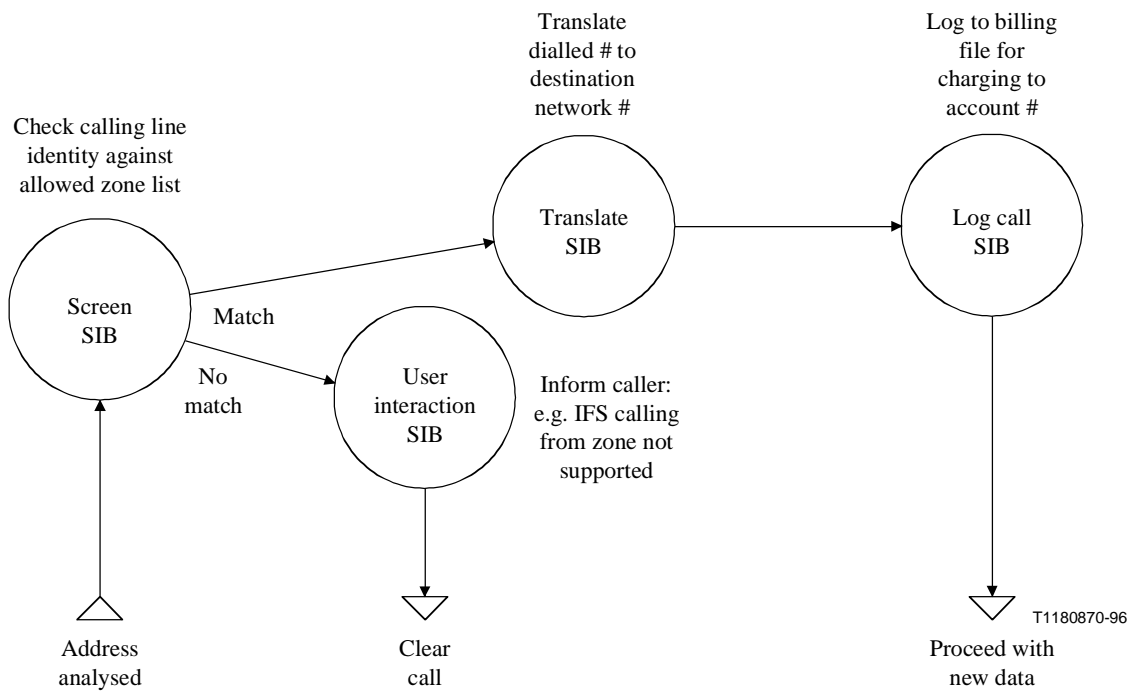 Translate
dialled # to
destination
network #
Log to billing
file for
charging to
account #
Check calling line
identity against
allowed zone list
Translate
SIB
Log call
SIB
Screen
SIB
Match
No
match
User
interaction
SIB
Inform caller:
e.g. IFS calling
from zone not
supported
T1180870-96
Address
analysed
Clear
call
Proceed with
new data